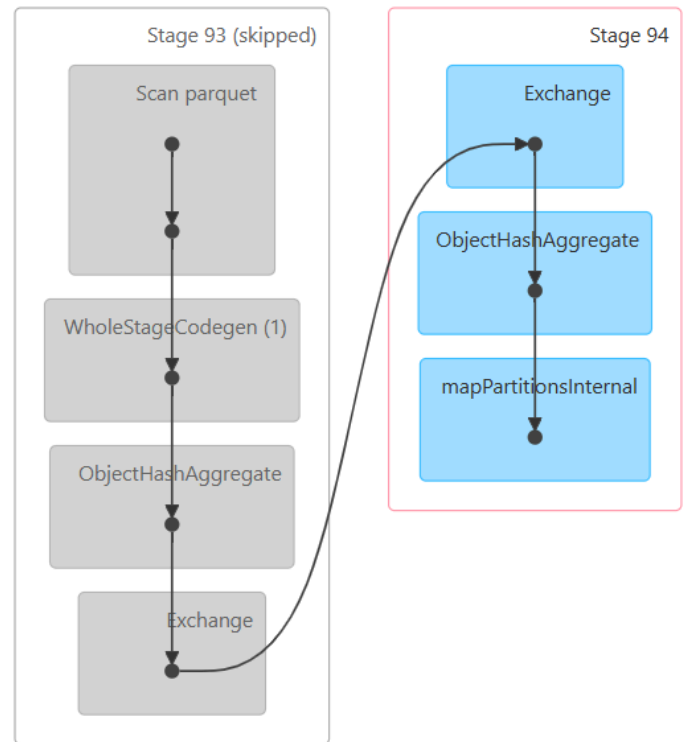 Stage 93 (skipped)
Scan parquet
WholeStageCodegen (1)
ObjectHashAggregate
Exchange
Stage 94
Exchange
ObjectHashAggregate
mapPartitionsInternal